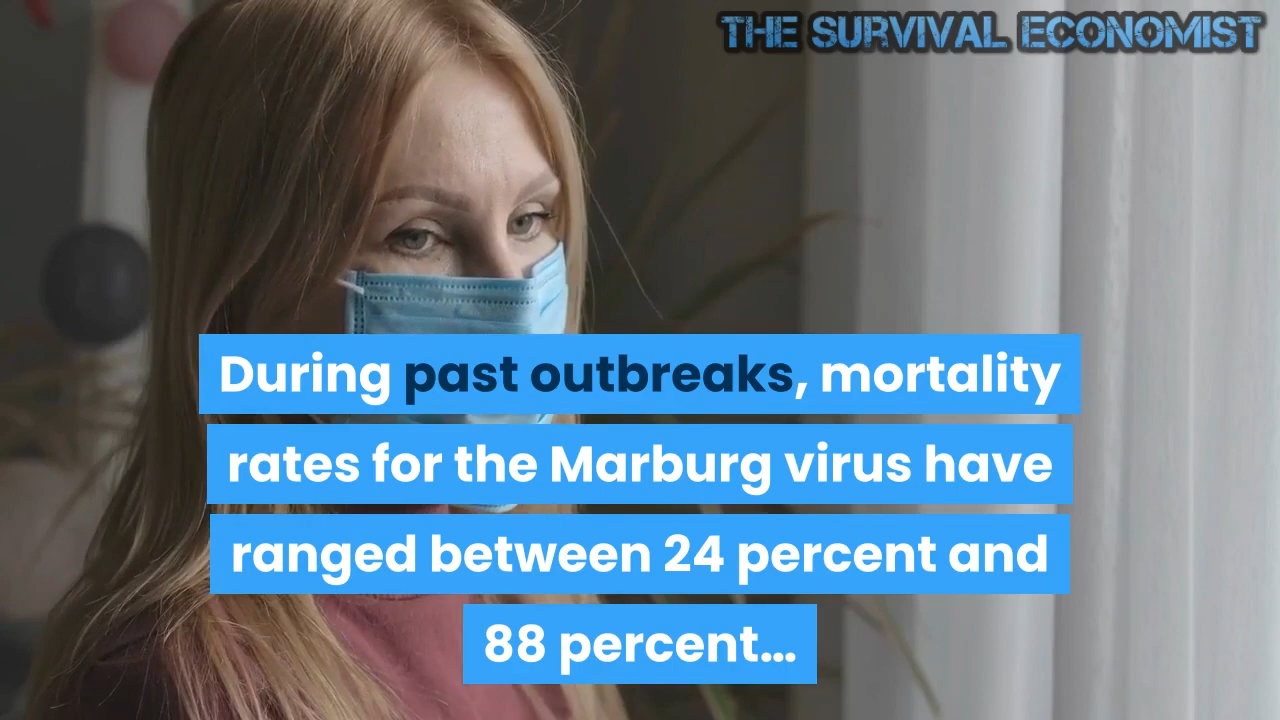 THE SURVIVAL ECONOMIST
During past outbreaks, mortality
rates for the Marburg virus have
ranged between 24 percent and
88 percent...